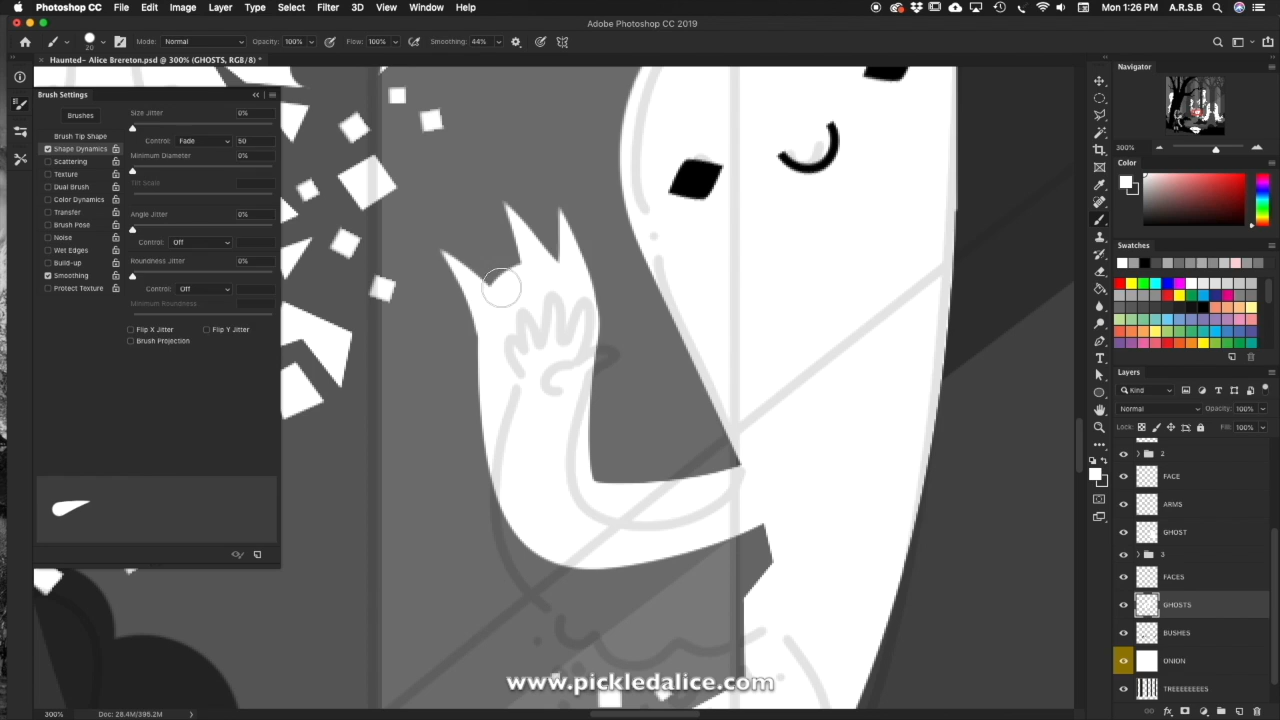 Photoshop CC File Edit Image Layer Type Select Filter 3D View Window Help Mon 1:26 PM A.R.S.B
Adobe Photoshop CC 2019
20 Mode: Normal Opacity: 100% Flow: 100% Smoothing: 44%
Haunted- Alice Brereton.psd @ 300% (GHOSTS, RGB/8) *
Brush Settings
Brushes
Brush Tip Shape
Shape Dynamics
Scattering
Texture
Dual Brush
Color Dynamics
Transfer
Brush Pose
Noise
Wet Edges
Build-up
Smoothing
Protect Texture
Size Jitter 0%
Control: Fade 50
Minimum Diameter 0%
Tilt Scale
Angle Jitter 0%
Control: Off
Roundness Jitter 0%
Control: Off
Minimum Roundness
Flip X Jitter Flip Y Jitter
Brush Projection
Navigator
300%
Color
Swatches
Layers
Kind
Normal Opacity: 100%
Lock: Fill: 100%
2
FACE
ARMS
GHOST
3
FACES
GHOSTS
BUSHES
ONION
TREEEEEEEES
www.pickledalice.com
300% Doc: 28.4M/395.2M